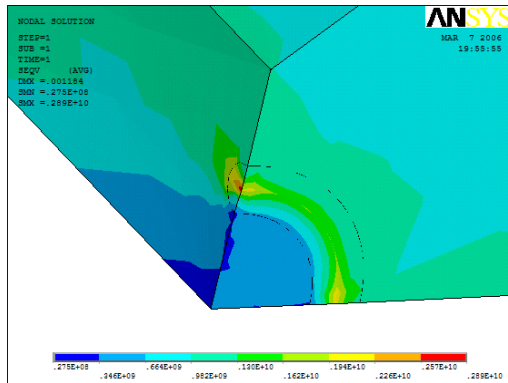 NODAL SOLUTION
STEP=1
SUB =1
TIME=1
SEQV (AVG)
DMX =.001184
SMN =.275E+08
SMX =.289E+10
ANSYS
MAR 7 2006
19:55:55
.275E+08 .664E+09 .130E+10 .194E+10 .257E+10
.346E+09 .982E+09 .162E+10 .226E+10 .289E+10